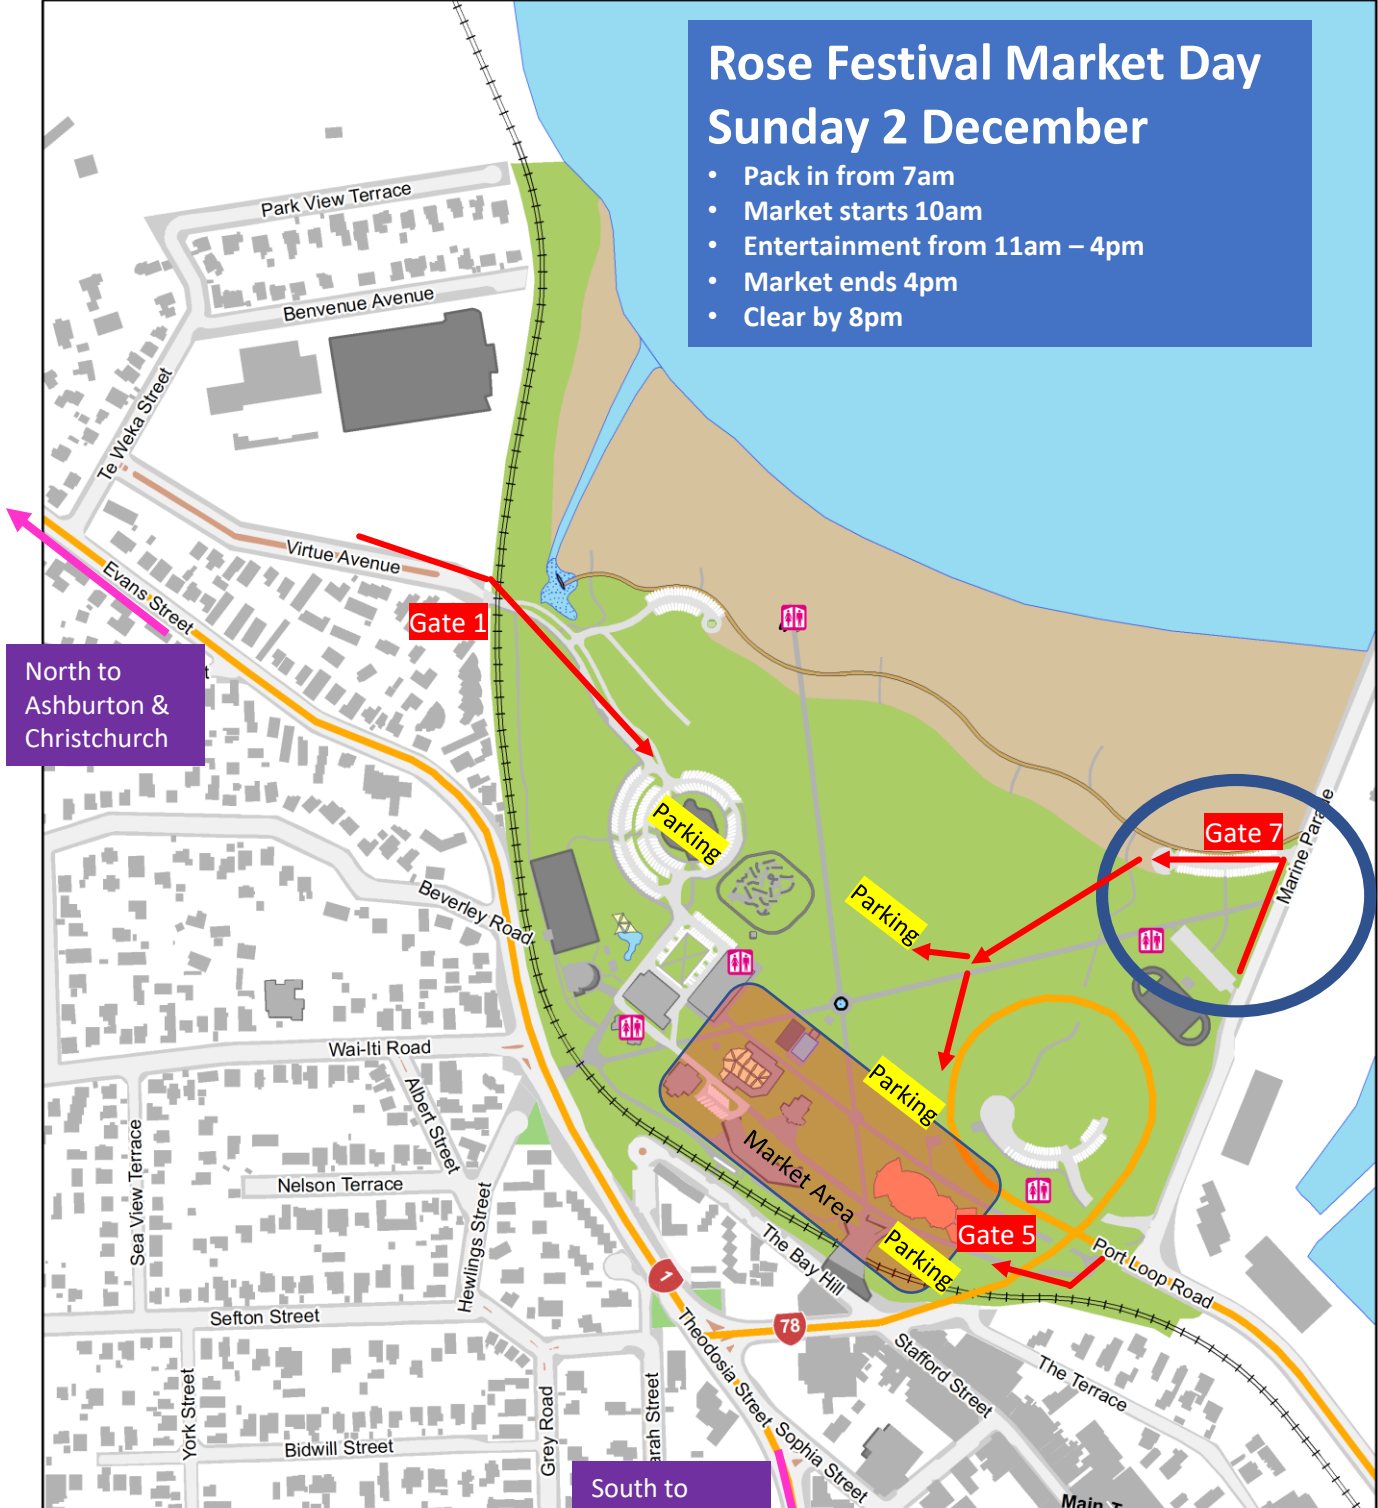 Rose Festival Market Day
Sunday 2 December
• Pack in from 7am
• Market starts 10am
• Entertainment from 11am – 4pm
• Market ends 4pm
• Clear by 8pm
Park View Terrace
Benvenue Avenue
Te Weka Street
Virtue Avenue
Evans Street
Gate 1
North to
Ashburton &
Christchurch
t
Parking
Gate 7
Marine Parade
Parking
Beverley Road
Wai-Iti Road
Albert Street
Parking
Sea View Terrace
Nelson Terrace
Market Area
Hewlings Street
The Bay Hill
Parking
Gate 5
Port Loop Road
1
Sefton Street
78
Theodosia Street
Stafford Street
The Terrace
York Street
Grey Road
arah Street
Bidwill Street
Sophia Street
South to
Main T